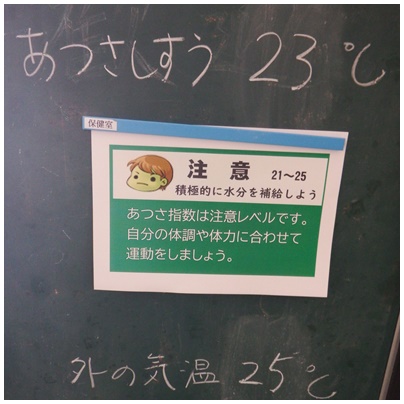 あつさしすう 23℃
保健室
注意 21～25
積極的に水分を補給しよう
あつさ指数は注意レベルです。
自分の体調や体力に合わせて
運動をしましょう。
外の気温 25℃